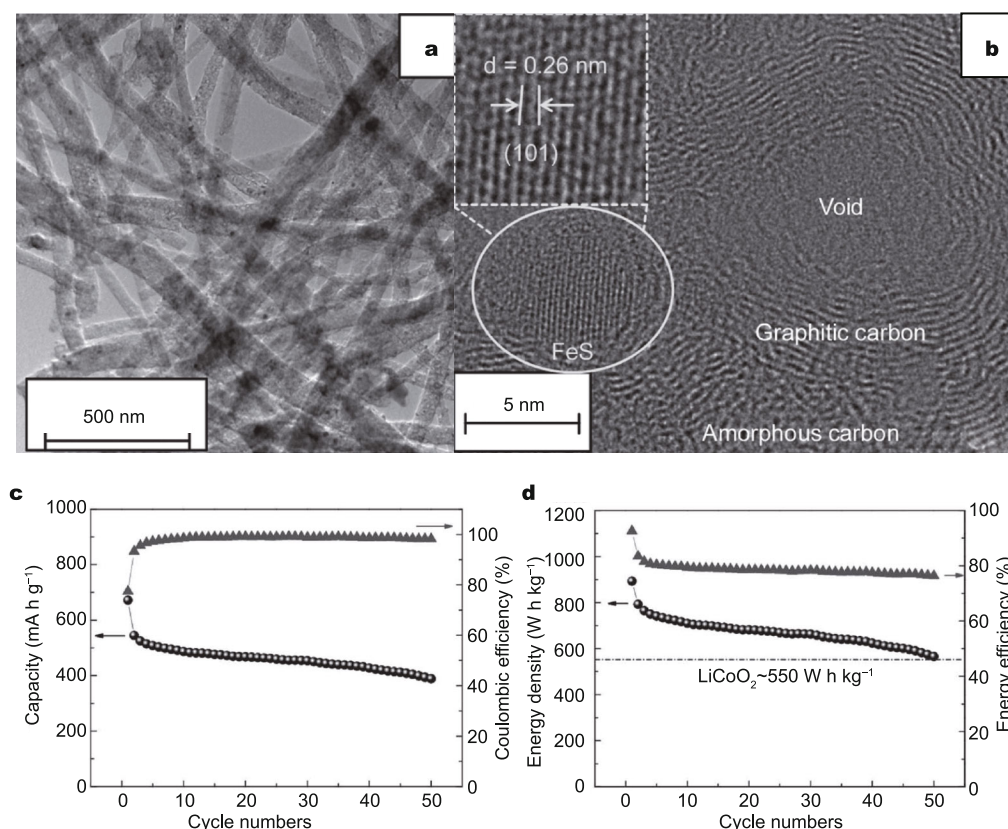 a
500 nm
b
d = 0.26 nm
(101)
Void
FeS
Graphitic carbon
5 nm
Amorphous carbon
c
Capacity (mA h g⁻¹)
1000
800
600
400
200
0
100
80
60
40
20
0
Coulombic efficiency (%)
0 10 20 30 40 50
Cycle numbers
d
Energy density (W h kg⁻¹)
1200
1000
800
600
400
200
0
LiCoO₂~550 W h kg⁻¹
100
80
60
40
20
0
Energy efficiency (%)
0 10 20 30 40 50
Cycle numbers